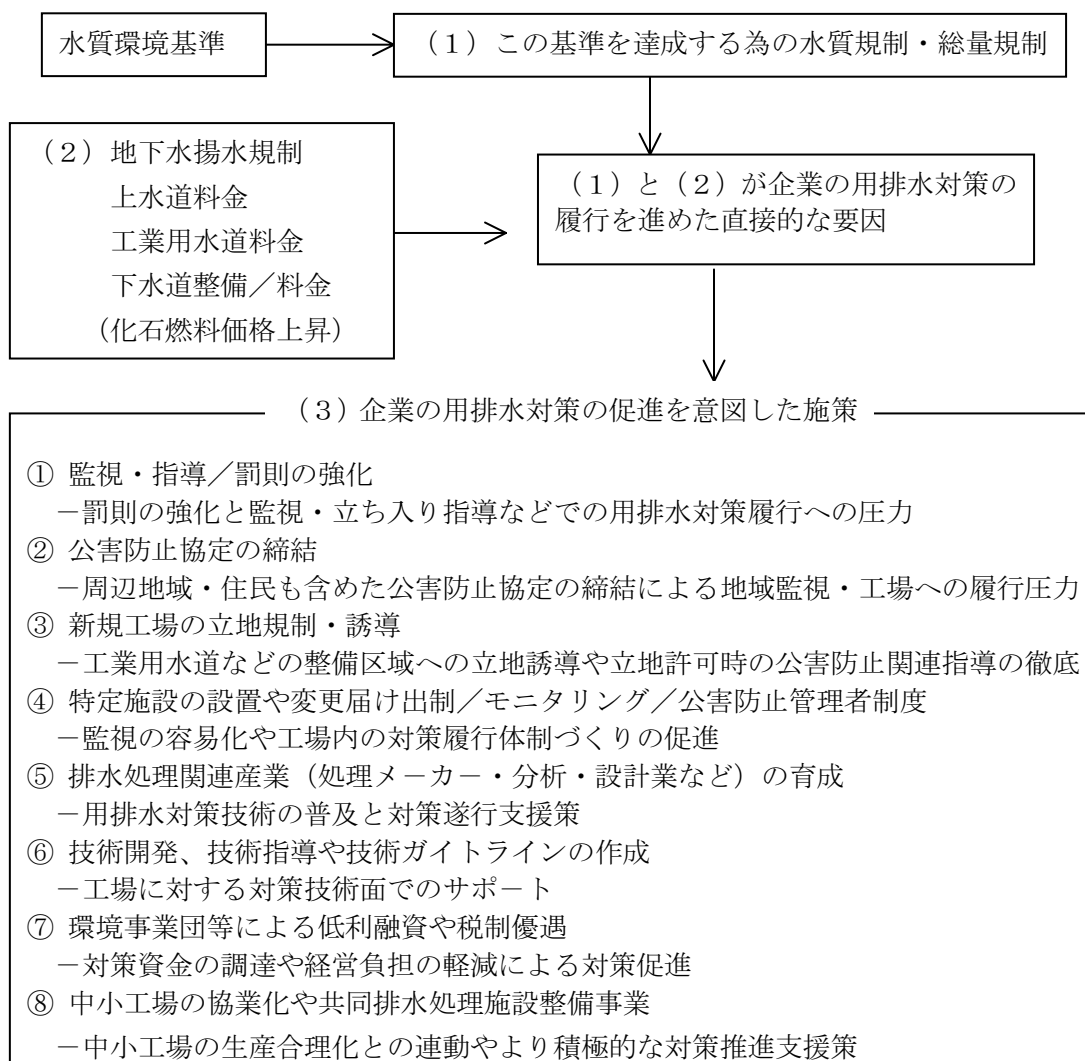 水質環境基準
(1)この基準を達成する為の水質規制・総量規制
(2)地下水揚水規制
上水道料金
工業用水道料金
下水道整備/料金
(化石燃料価格上昇)
(1)と(2)が企業の用排水対策の
履行を進めた直接的な要因
(3)企業の用排水対策の促進を意図した施策
① 監視・指導/罰則の強化
-罰則の強化と監視・立ち入り指導などでの用排水対策履行への圧力
② 公害防止協定の締結
-周辺地域・住民も含めた公害防止協定の締結による地域監視・工場への履行圧力
③ 新規工場の立地規制・誘導
-工業用水道などの整備区域への立地誘導や立地許可時の公害防止関連指導の徹底
④ 特定施設の設置や変更届け出制/モニタリング/公害防止管理者制度
-監視の容易化や工場内の対策履行体制づくりの促進
⑤ 排水処理関連産業(処理メーカー・分析・設計業など)の育成
-用排水対策技術の普及と対策遂行支援策
⑥ 技術開発、技術指導や技術ガイトラインの作成
-工場に対する対策技術面でのサポート
⑦ 環境事業団等による低利融資や税制優遇
-対策資金の調達や経営負担の軽減による対策促進
⑧ 中小工場の協業化や共同排水処理施設整備事業
-中小工場の生産合理化との連動やより積極的な対策推進支援策